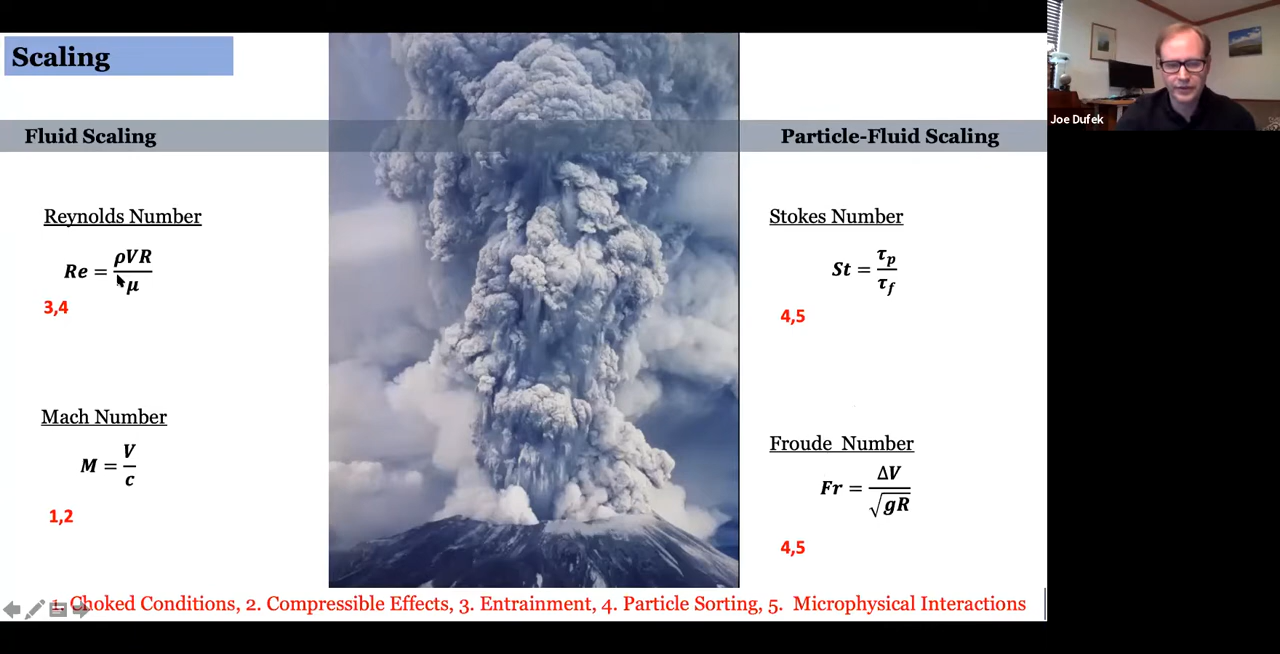 Scaling
Joe Dufek
Fluid Scaling
Particle-Fluid Scaling
Reynolds Number
Re = ρVR / μ
3,4
Mach Number
M = V / c
1,2
Stokes Number
St = τp / τf
4,5
Froude Number
Fr = ΔV / √gR
4,5
1. Choked Conditions, 2. Compressible Effects, 3. Entrainment, 4. Particle Sorting, 5. Microphysical Interactions